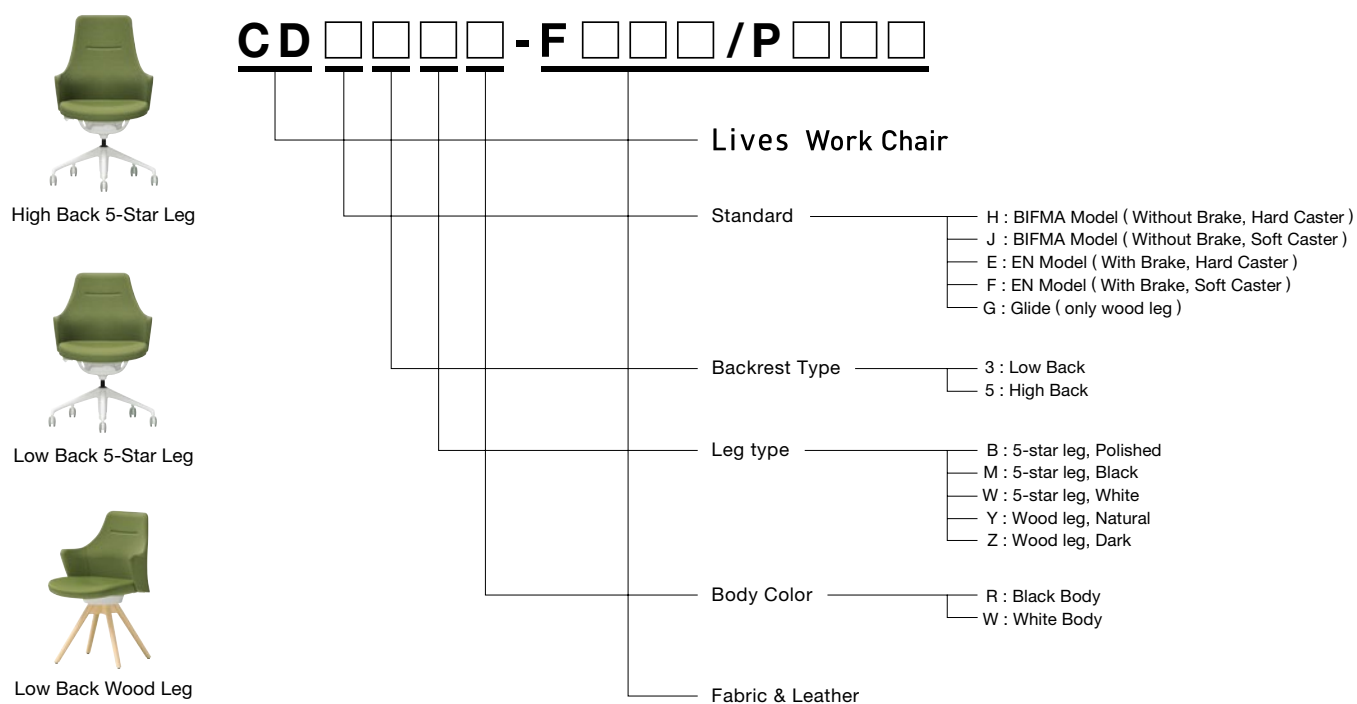 CD□□□□-F□□□/P□□□
Lives Work Chair
High Back 5-Star Leg
Standard
H : BIFMA Model ( Without Brake, Hard Caster )
J : BIFMA Model ( Without Brake, Soft Caster )
E : EN Model ( With Brake, Hard Caster )
F : EN Model ( With Brake, Soft Caster )
G : Glide ( only wood leg )
Backrest Type
3 : Low Back
5 : High Back
Low Back 5-Star Leg
Leg type
B : 5-star leg, Polished
M : 5-star leg, Black
W : 5-star leg, White
Y : Wood leg, Natural
Z : Wood leg, Dark
Body Color
R : Black Body
W : White Body
Low Back Wood Leg
Fabric & Leather